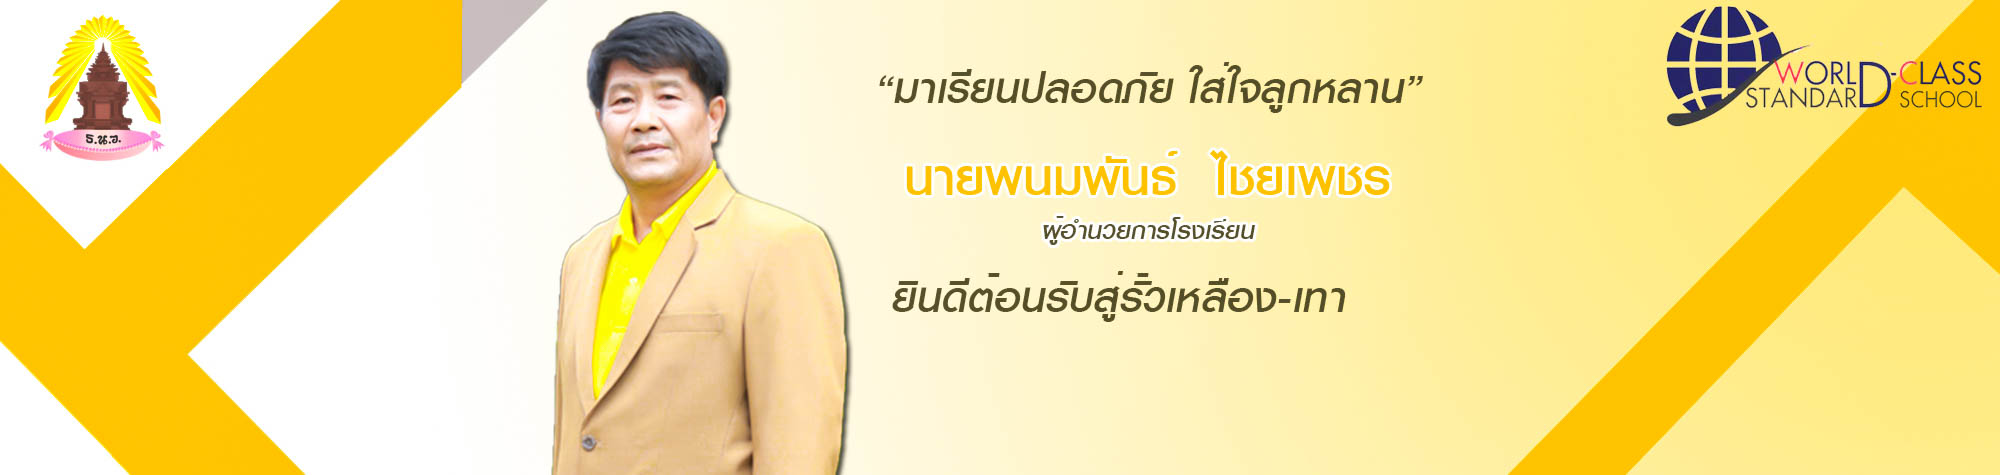 ธ.น.ว.
“มาเรียนปลอดภัย ใส่ใจลูกหลาน”
นายพนมพันธ์ ไชยเพชร
ผู้อำนวยการโรงเรียน
ยินดีต้อนรับสู่รั้วเหลือง-เทา
WORLD-CLASS
STANDARD SCHOOL